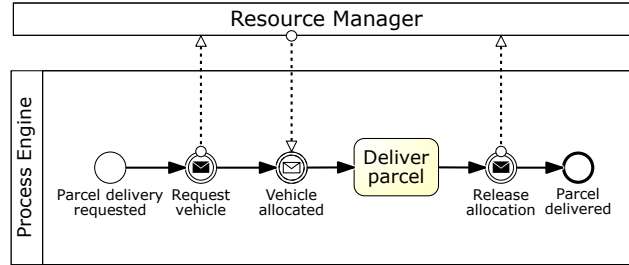 Resource Manager
Process Engine
Deliver
parcel
Parcel delivery
requested
Request
vehicle
Vehicle
allocated
Release
allocation
Parcel
delivered